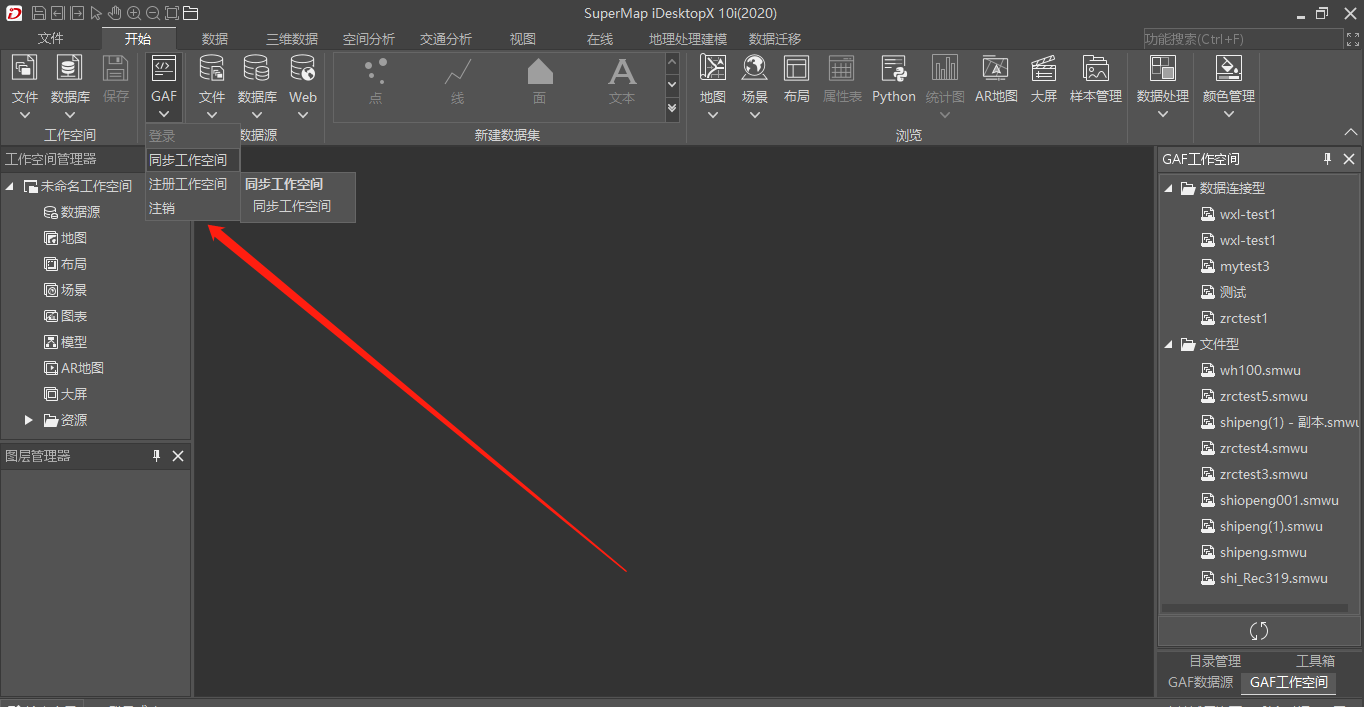 SuperMap iDesktopX 10i(2020)
文件 开始 数据 三维数据 空间分析 交通分析 视图 在线 地理处理建模 数据迁移 功能搜索(Ctrl+F)
文件 数据库 保存 GAF 文件 数据库 Web 点 线 面 文本 地图 场景 布局 属性表 Python 统计图 AR地图 大屏 样本管理 数据处理 颜色管理
工作空间 数据源 新建数据集 浏览
登录
同步工作空间
注册工作空间
注销
同步工作空间
同步工作空间
工作空间管理器
未命名工作空间
数据源
地图
布局
场景
图表
模型
AR地图
大屏
资源
图层管理器
GAF工作空间
数据连接型
wxl-test1
wxl-test1
mytest3
测试
zrctest1
文件型
wh100.smwu
zrctest5.smwu
shipeng(1) - 副本.smwu
zrctest4.smwu
zrctest3.smwu
shiopeng001.smwu
shipeng(1).smwu
shipeng.smwu
shi_Rec319.smwu
目录管理 工具箱
GAF数据源 GAF工作空间